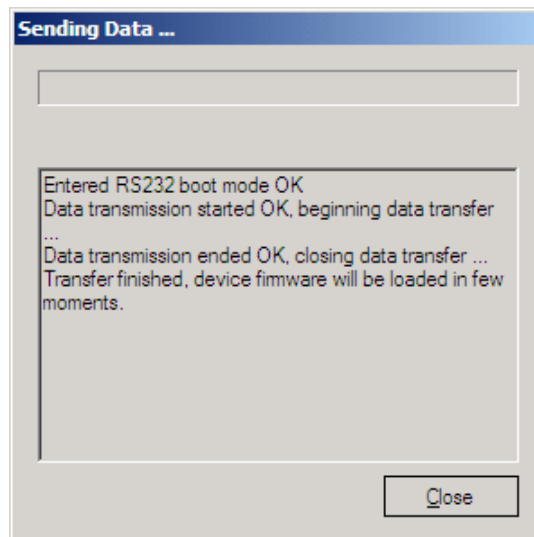 Sending Data ...
Entered RS232 boot mode OK
Data transmission started OK, beginning data transfer
...
Data transmission ended OK, closing data transfer ...
Transfer finished, device firmware will be loaded in few
moments.
Close